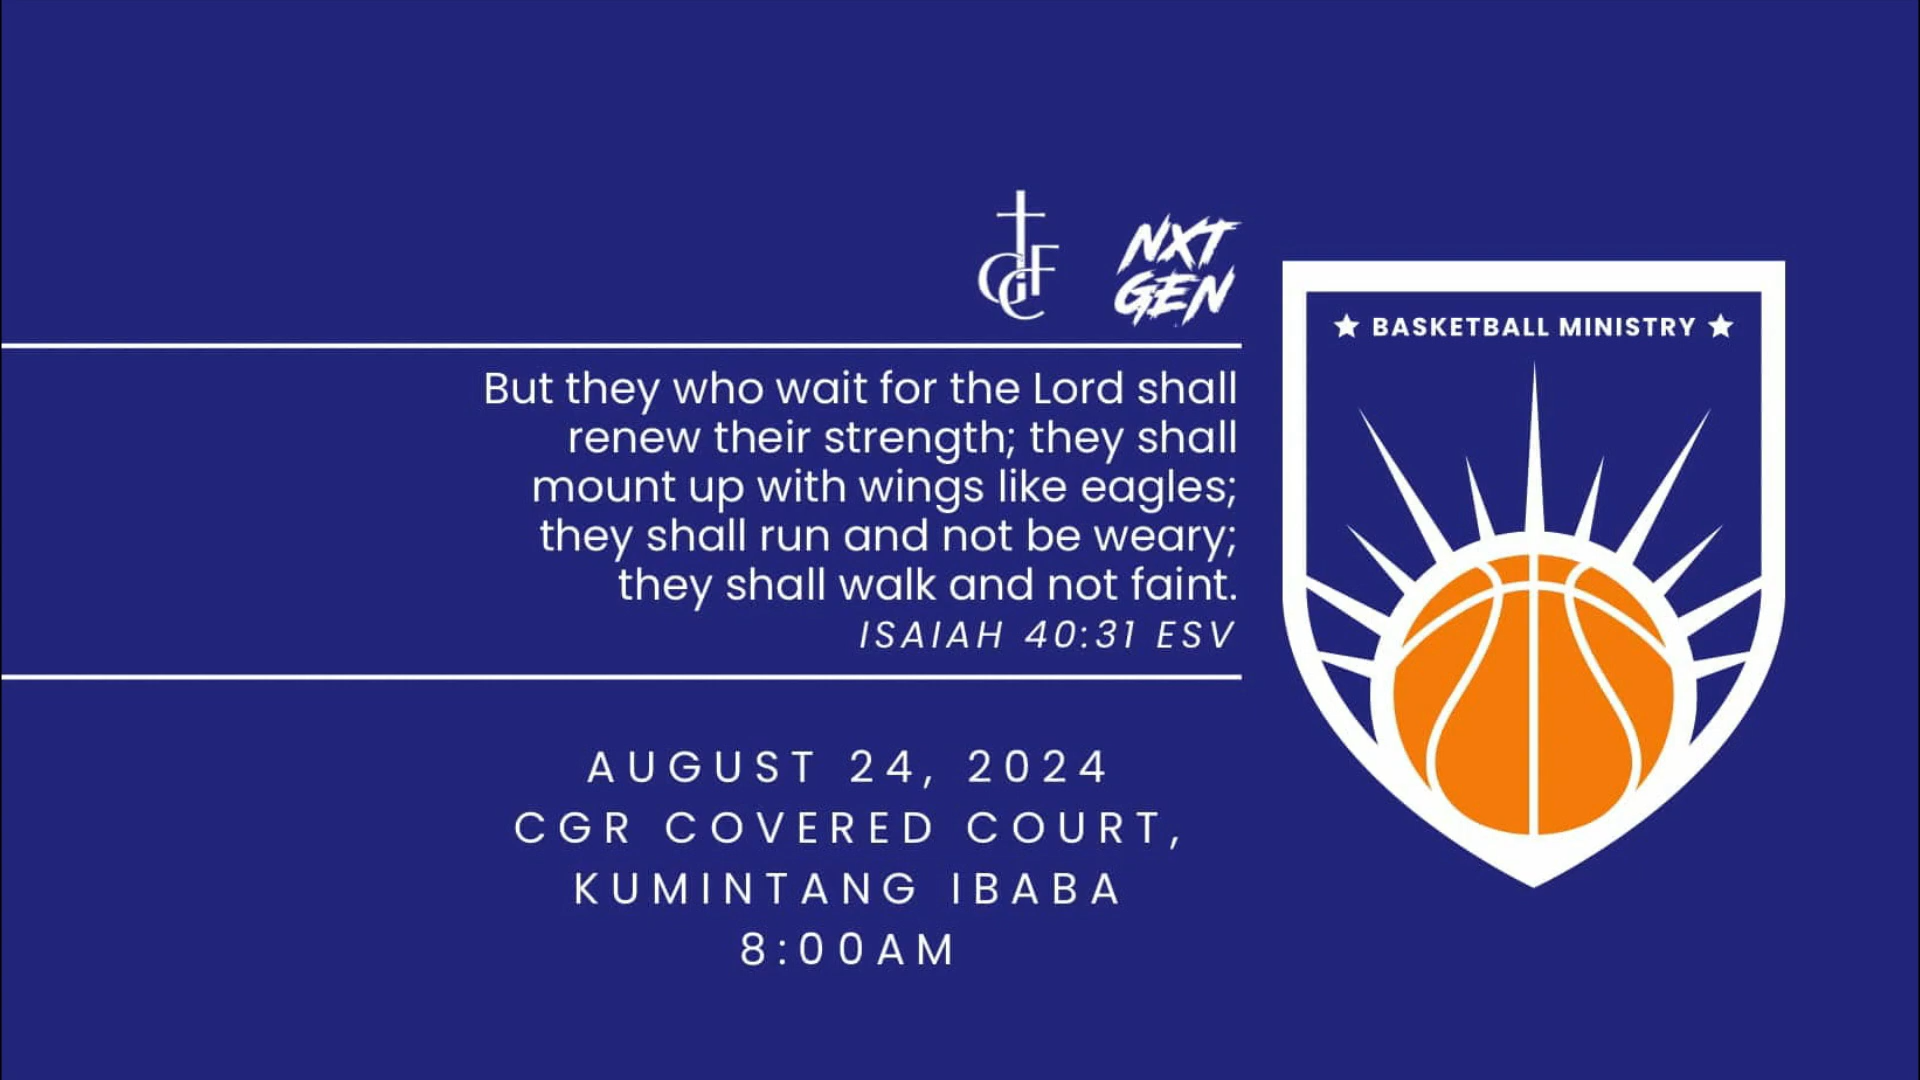 NXT
GEN
BASKETBALL MINISTRY
But they who wait for the Lord shall
renew their strength; they shall
mount up with wings like eagles;
they shall run and not be weary;
they shall walk and not faint.
ISAIAH 40:31 ESV
AUGUST 24, 2024
CGR COVERED COURT,
KUMINTANG IBABA
8:00AM